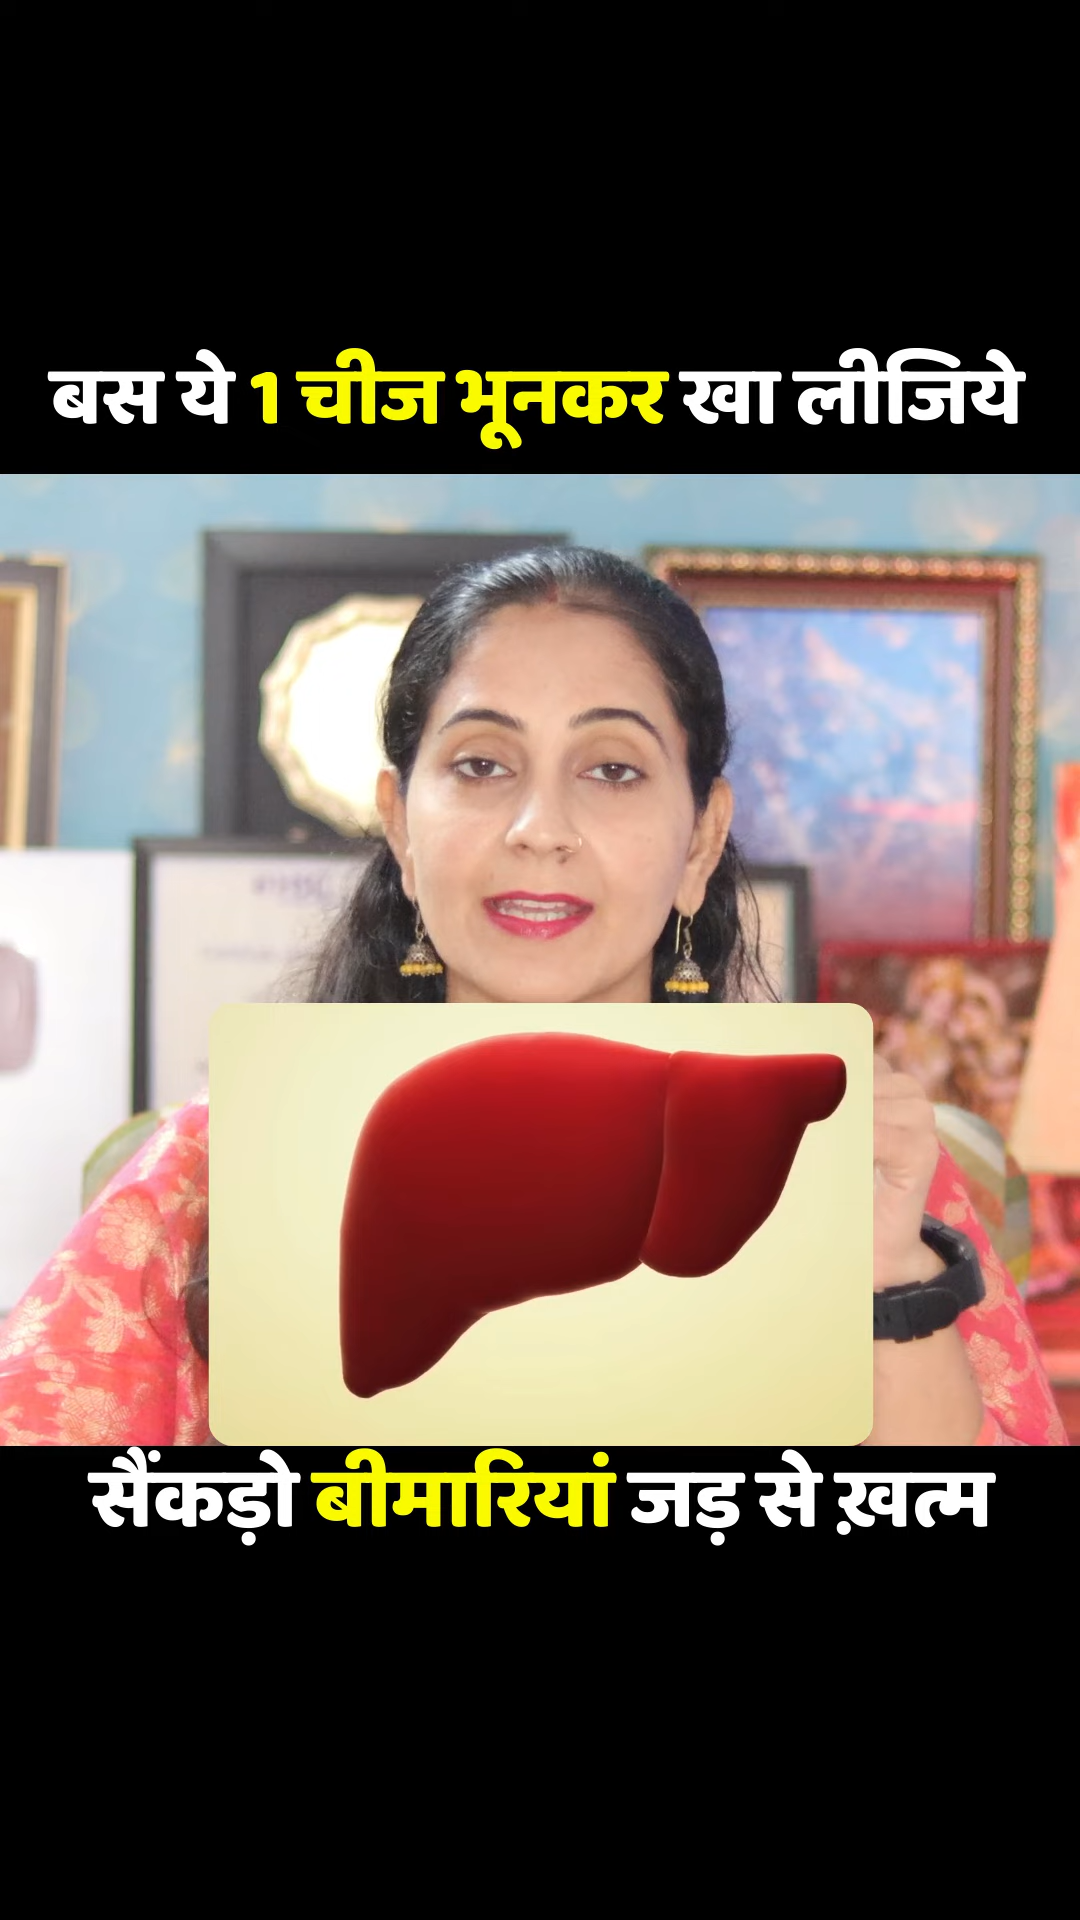 बस ये 1 चीज भूनकर खा लीजिये
सैंकड़ो बीमारियां जड़ से ख़त्म